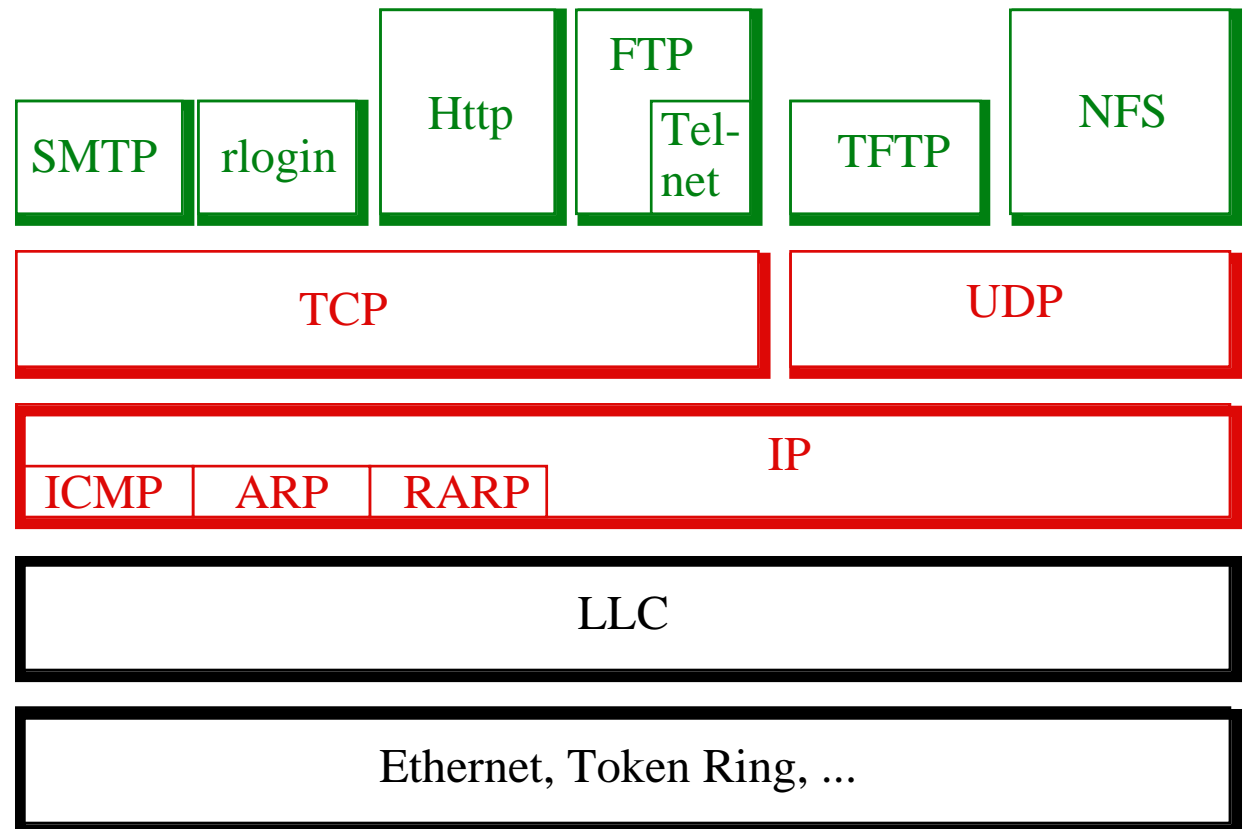 SMTP
rlogin
Http
FTP
Tel-
net
TFTP
NFS
TCP
UDP
IP
ICMP
ARP
RARP
LLC
Ethernet, Token Ring, ...